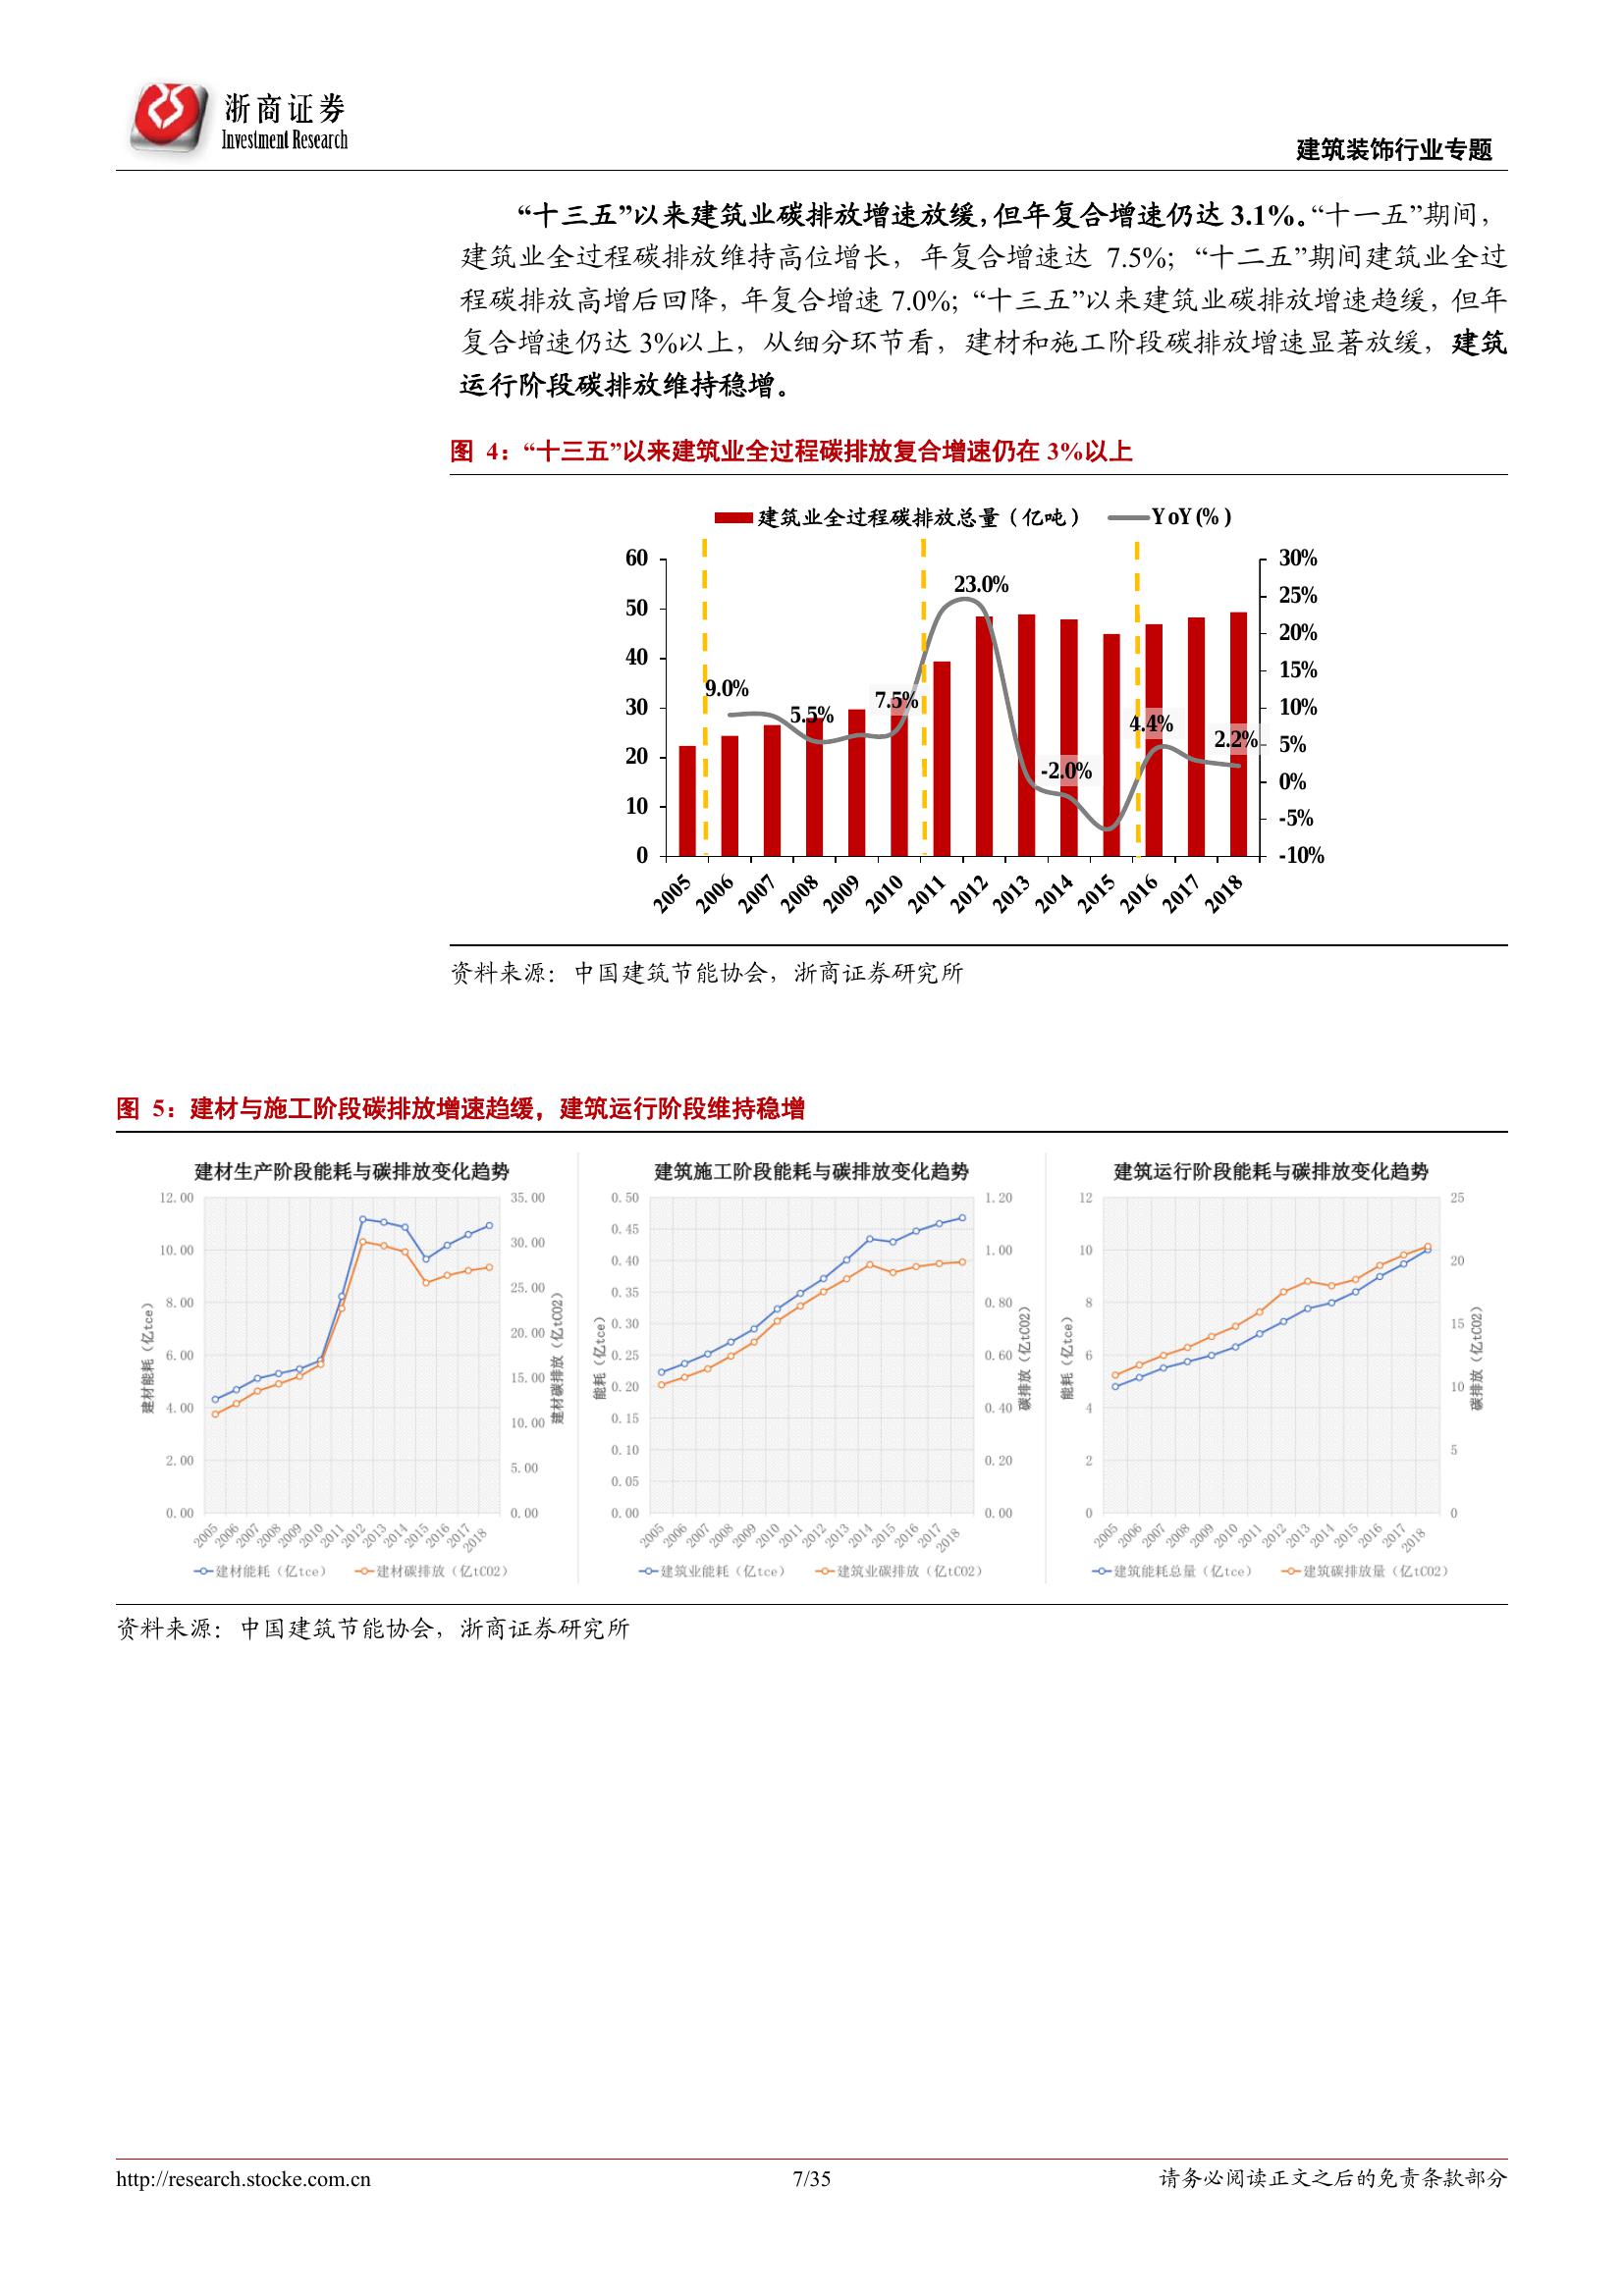 浙商证券
Investment Research
建筑装饰行业专题
“十三五”以来建筑业碳排放增速放缓，但年复合增速仍达 3.1%。“十一五”期间，
建筑业全过程碳排放维持高位增长，年复合增速达 7.5%；“十二五”期间建筑业全过
程碳排放高增后回降，年复合增速 7.0%；“十三五”以来建筑业碳排放增速趋缓，但年
复合增速仍达 3%以上，从细分环节看，建材和施工阶段碳排放增速显著放缓，建筑
运行阶段碳排放维持稳增。
图 4：“十三五”以来建筑业全过程碳排放复合增速仍在 3%以上
建筑业全过程碳排放总量（亿吨） YoY(%)
60 30%
25%
50
20%
40 15%
30 10%
5%
20
0%
10 -5%
0 -10%
9.0% 5.5% 7.5% 23.0% -2.0% 4.4% 2.2%
2005 2006 2007 2008 2009 2010 2011 2012 2013 2014 2015 2016 2017 2018
资料来源：中国建筑节能协会，浙商证券研究所
图 5：建材与施工阶段碳排放增速趋缓，建筑运行阶段维持稳增
建材生产阶段能耗与碳排放变化趋势
12.00 10.00 8.00 6.00 4.00 2.00 0.00
建材能耗（亿tce）
35.00 30.00 25.00 20.00 15.00 10.00 5.00 0.00
建材碳排放（亿tCO2）
2005 2006 2007 2008 2009 2010 2011 2012 2013 2014 2015 2016 2017 2018
建材能耗（亿tce） 建材碳排放（亿tCO2）
建筑施工阶段能耗与碳排放变化趋势
0.50 0.45 0.40 0.35 0.30 0.25 0.20 0.15 0.10 0.05 0.00
能耗（亿tce）
1.20 1.00 0.80 0.60 0.40 0.20 0.00
碳排放（亿tCO2）
2005 2006 2007 2008 2009 2010 2011 2012 2013 2014 2015 2016 2017 2018
建筑业能耗（亿tce） 建筑业碳排放（亿tCO2）
建筑运行阶段能耗与碳排放变化趋势
12 10 8 6 4 2 0
能耗（亿tce）
25 20 15 10 5 0
碳排放（亿tCO2）
2005 2006 2007 2008 2009 2010 2011 2012 2013 2014 2015 2016 2017 2018
建筑能耗总量（亿tce） 建筑碳排放量（亿tCO2）
资料来源：中国建筑节能协会，浙商证券研究所
http://research.stocke.com.cn 7/35 请务必阅读正文之后的免责条款部分